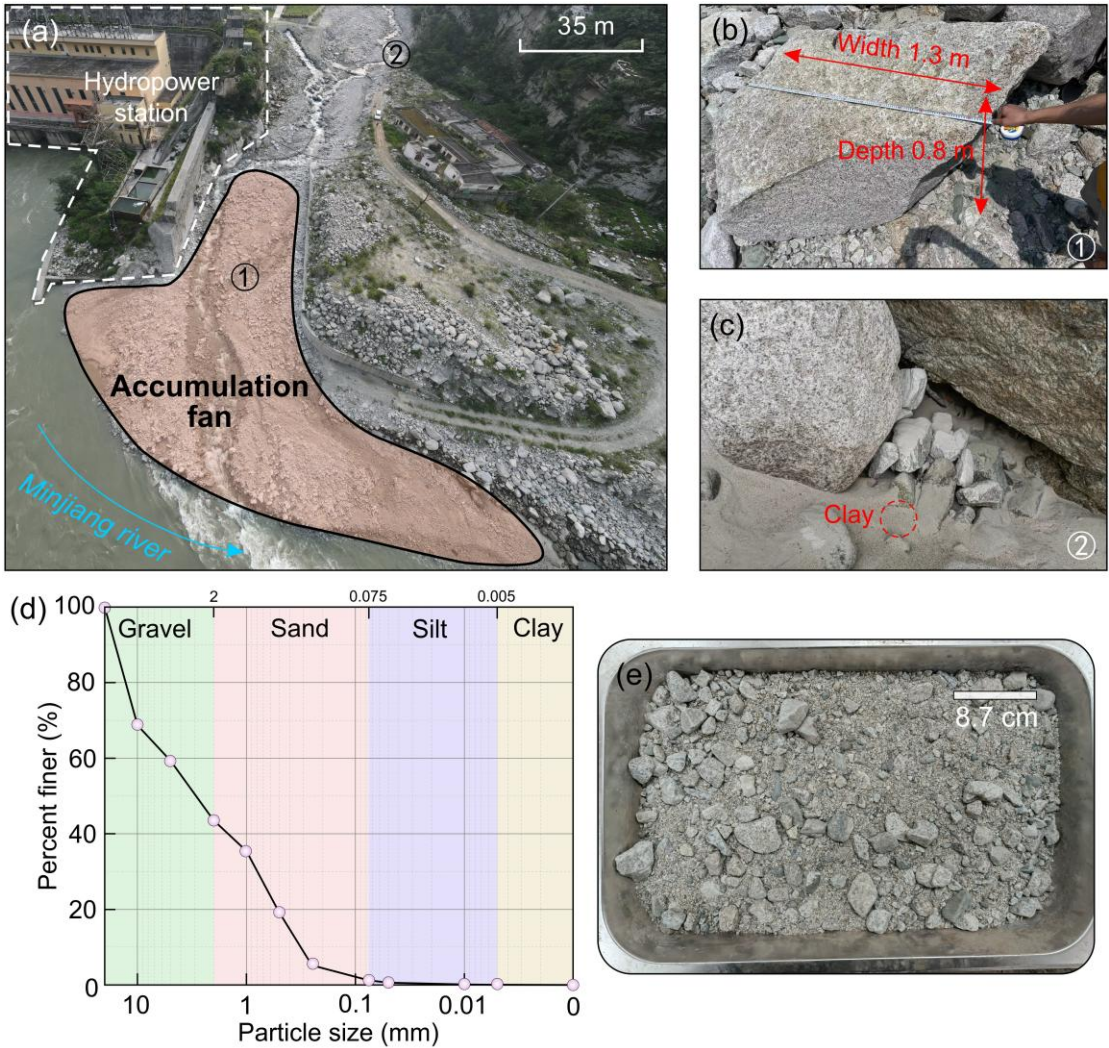 (a)
Hydropower
station
②
35 m
①
Accumulation
fan
Minjiang river
(b)
Width 1.3 m
Depth 0.8 m
①
(c)
Clay
②
(d)
2
0.075
0.005
Gravel
Sand
Silt
Clay
100
80
60
40
20
0
Percent finer (%)
10
1
0.1
0.01
0
Particle size (mm)
(e)
8.7 cm